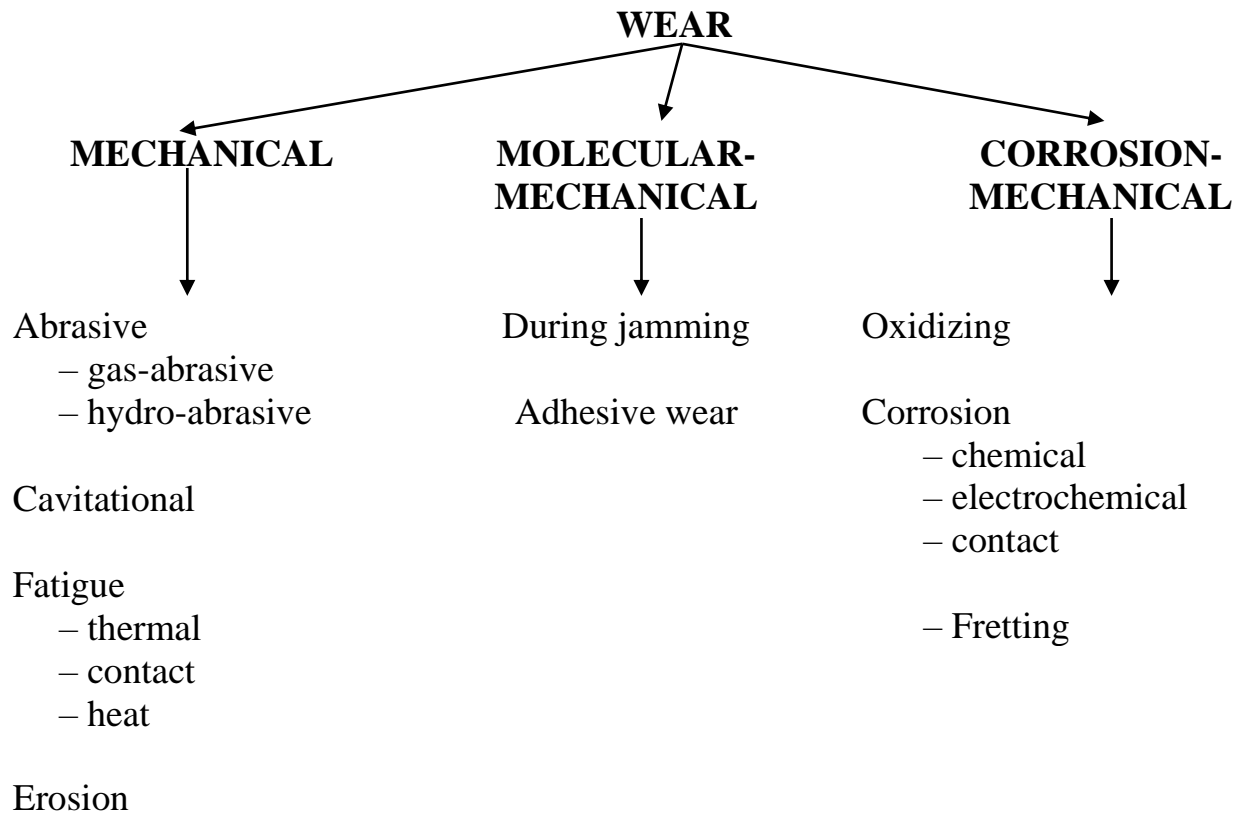 WEAR
MECHANICAL
Abrasive
– gas-abrasive
– hydro-abrasive
Cavitational
Fatigue
– thermal
– contact
– heat
Erosion
MOLECULAR-
MECHANICAL
During jamming
Adhesive wear
CORROSION-
MECHANICAL
Oxidizing
Corrosion
– chemical
– electrochemical
– contact
– Fretting